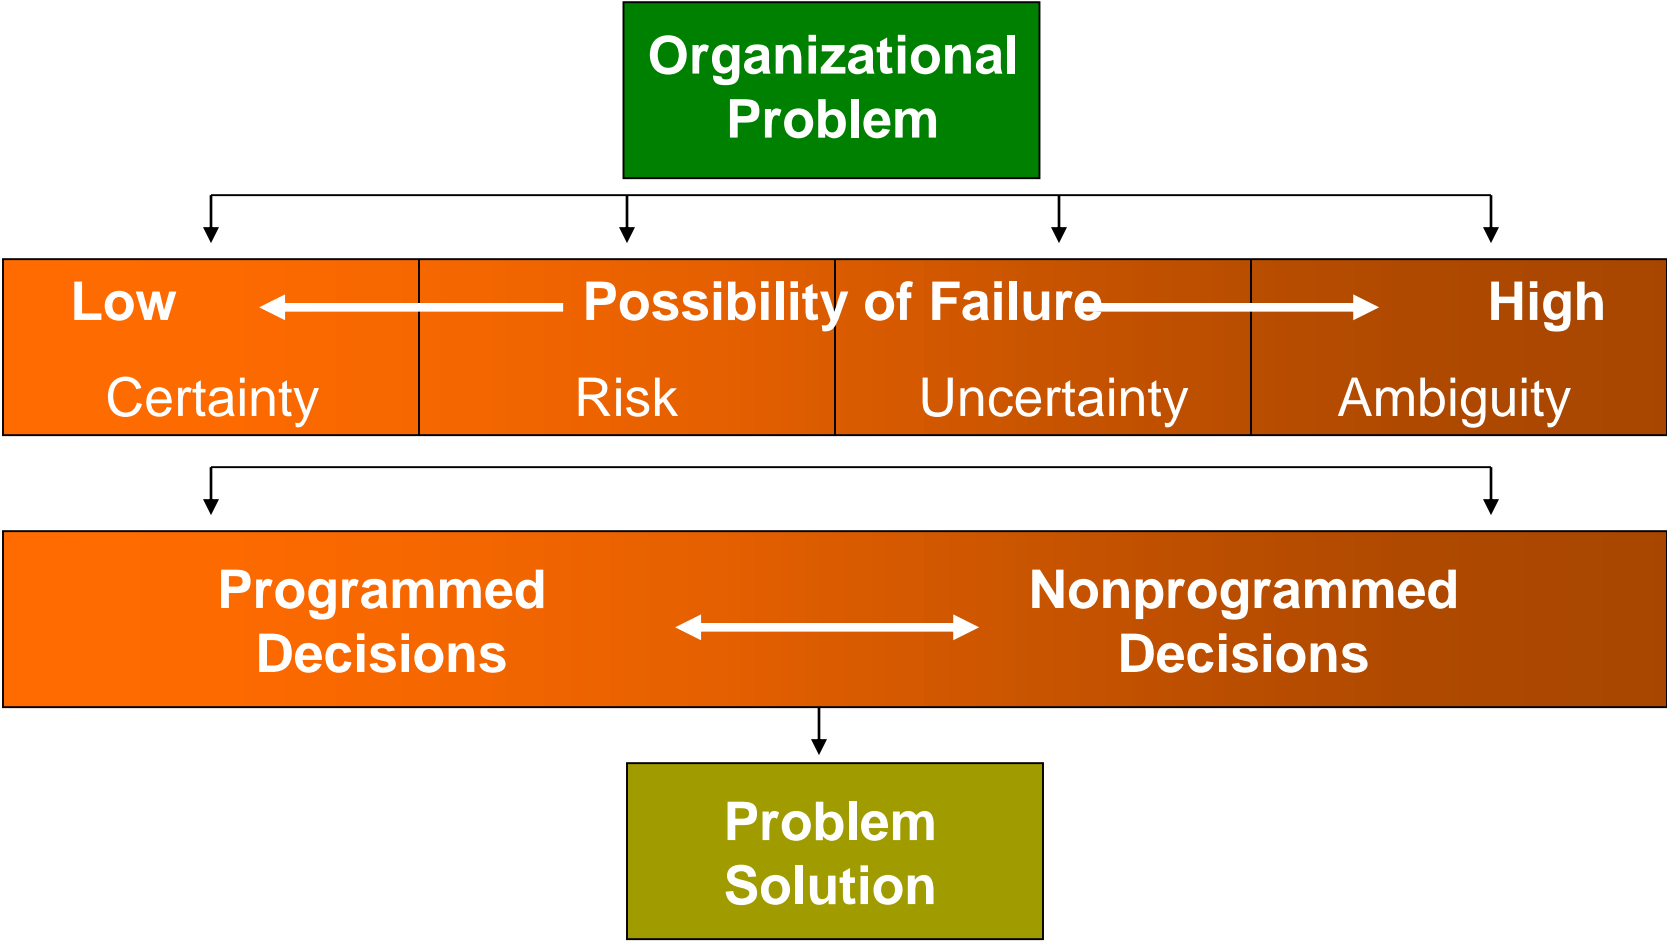 Organizational
Problem
Low Possibility of Failure High
Certainty Risk Uncertainty Ambiguity
Programmed
Decisions
Nonprogrammed
Decisions
Problem
Solution